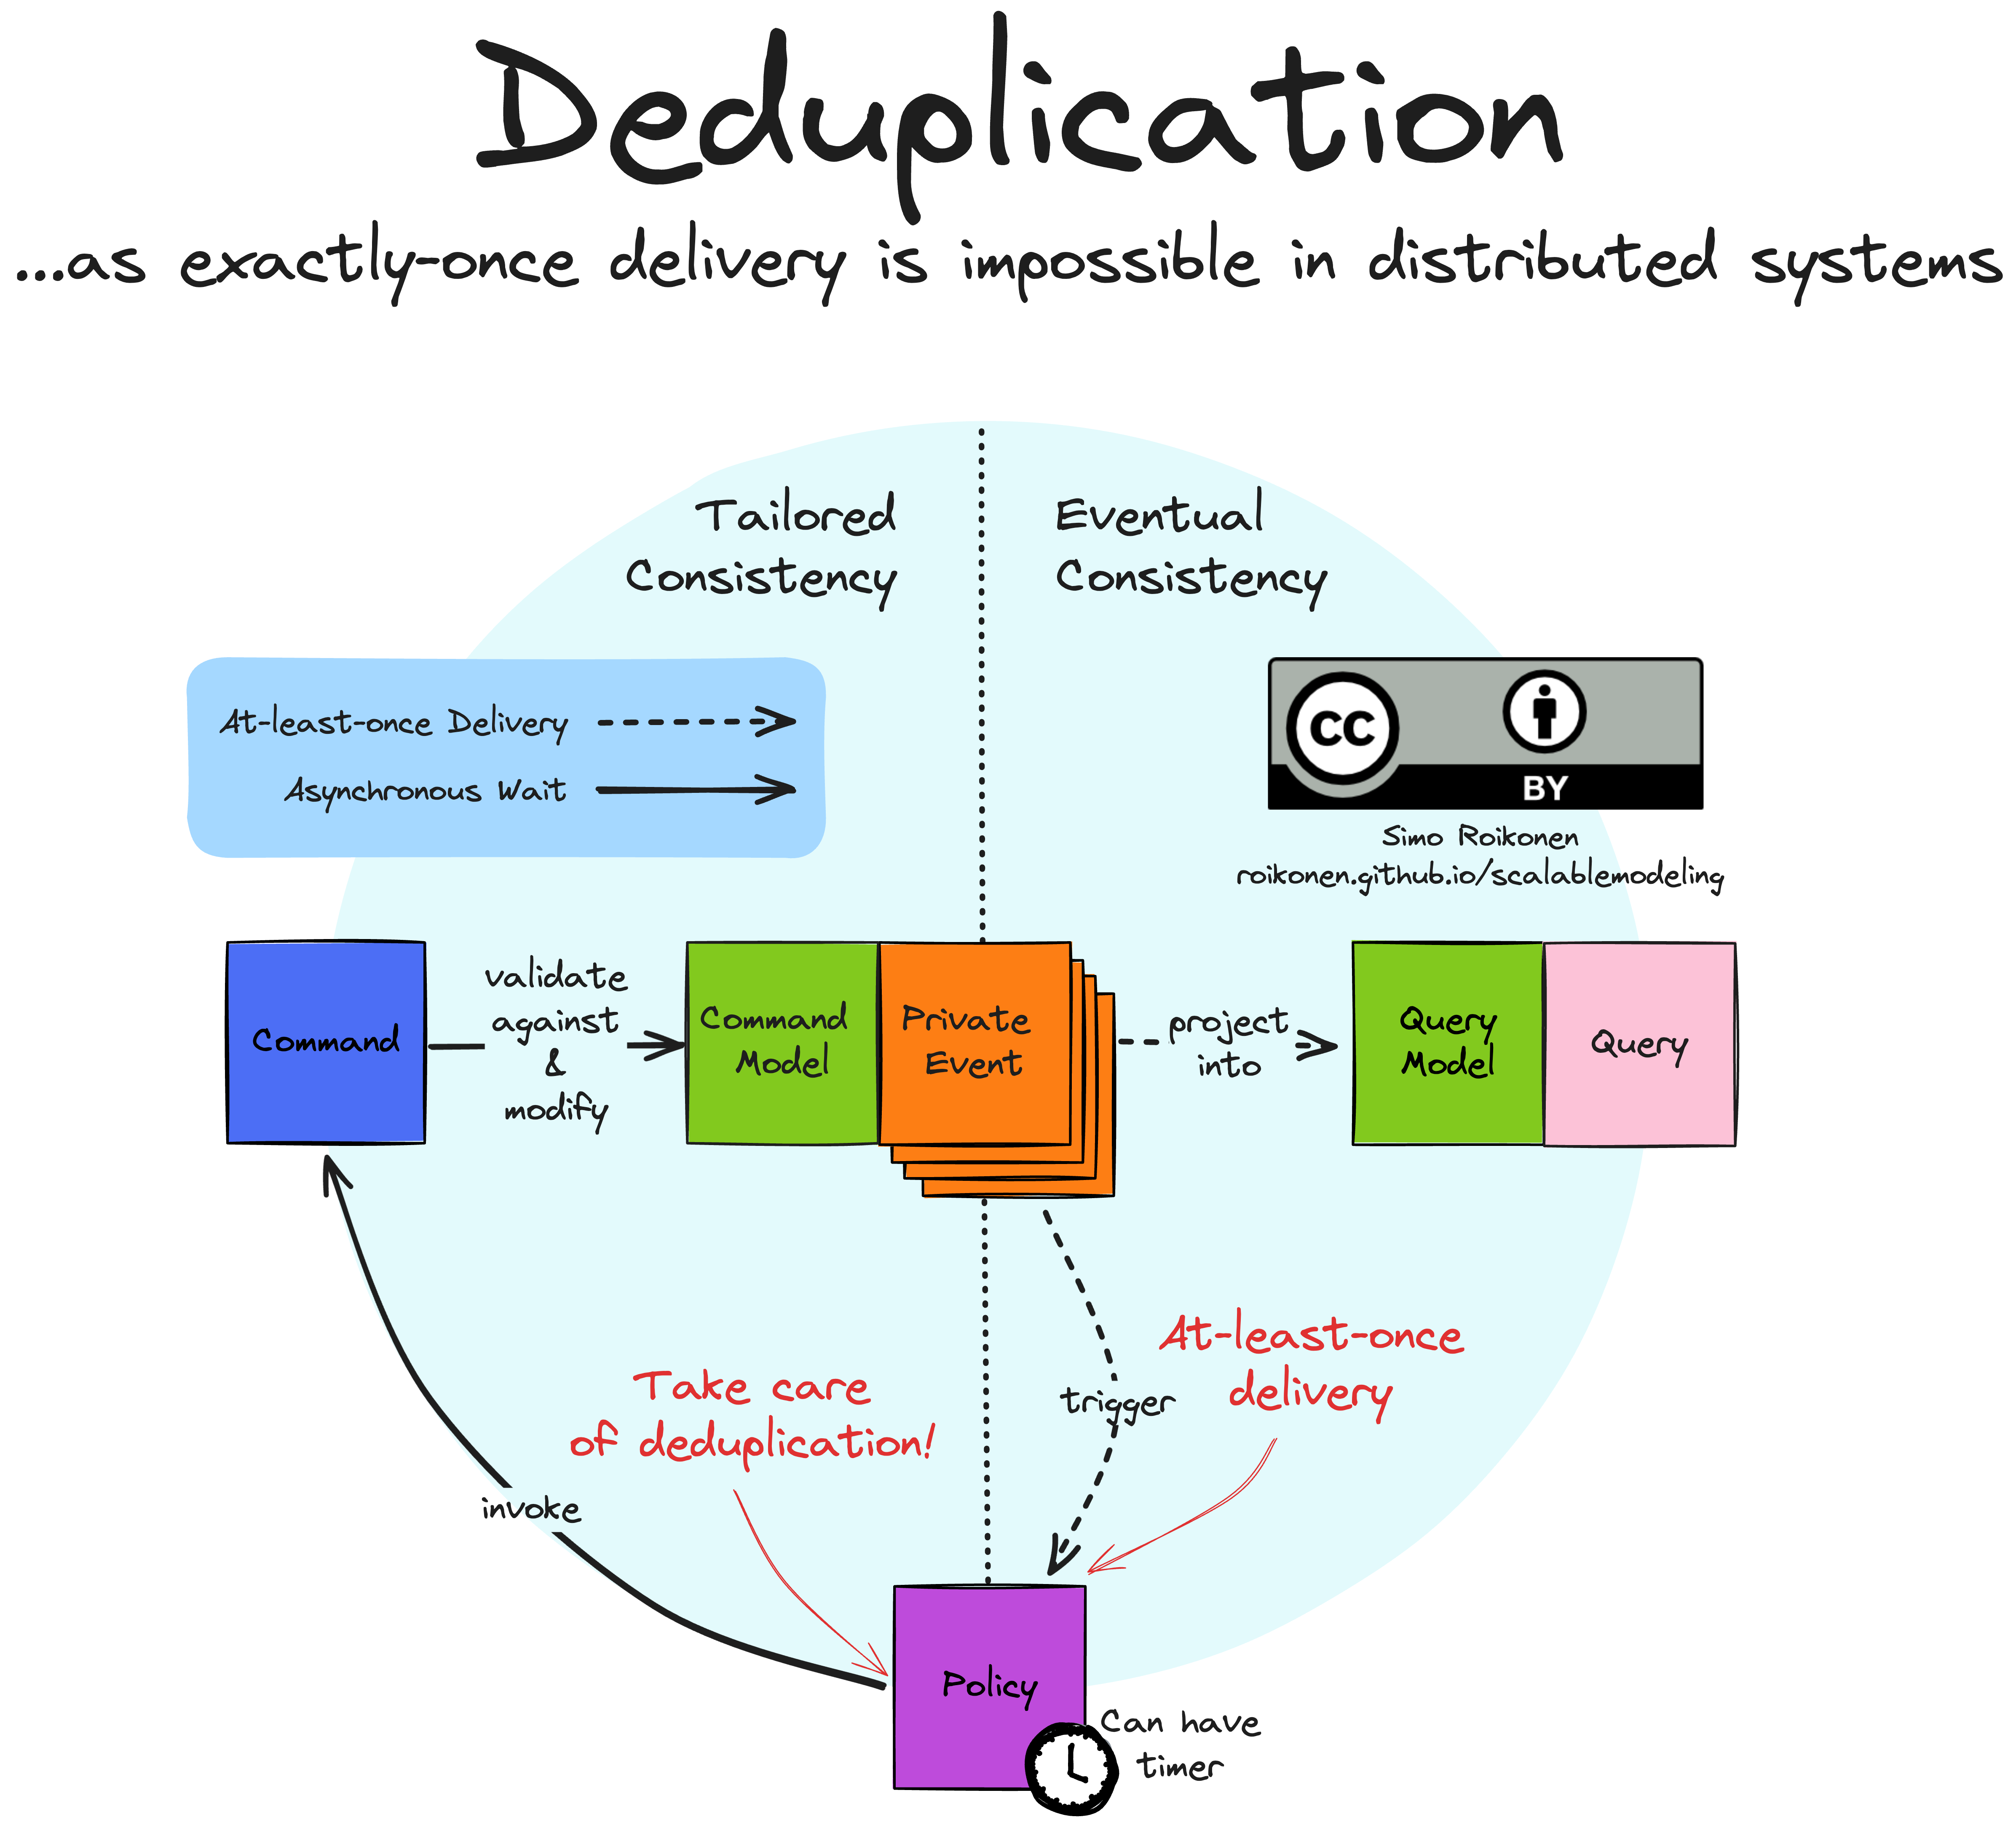 Deduplication
...as exactly-once delivery is impossible in distributed systems
Tailored
Consistency
Eventual
Consistency
At-least-once Delivery
Asynchronous Wait
CC
BY
Simo Roikonen
roikonen.github.io/scalablemodeling
Command
validate
against
&
modify
Command
Model
Private
Event
project
into
Query
Model
Query
At-least-once
delivery
trigger
Take care
of deduplication!
invoke
Policy
Can have
timer